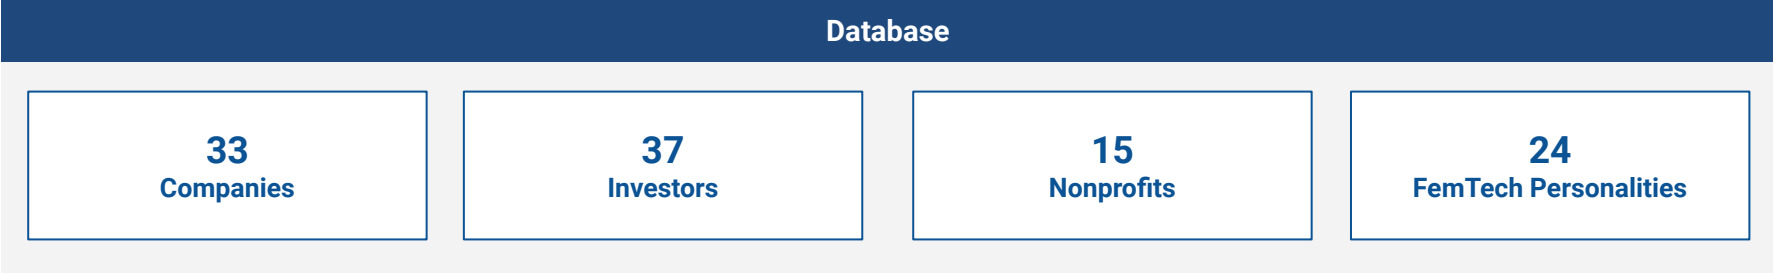 Database
33
Companies
37
Investors
15
Nonprofits
24
FemTech Personalities